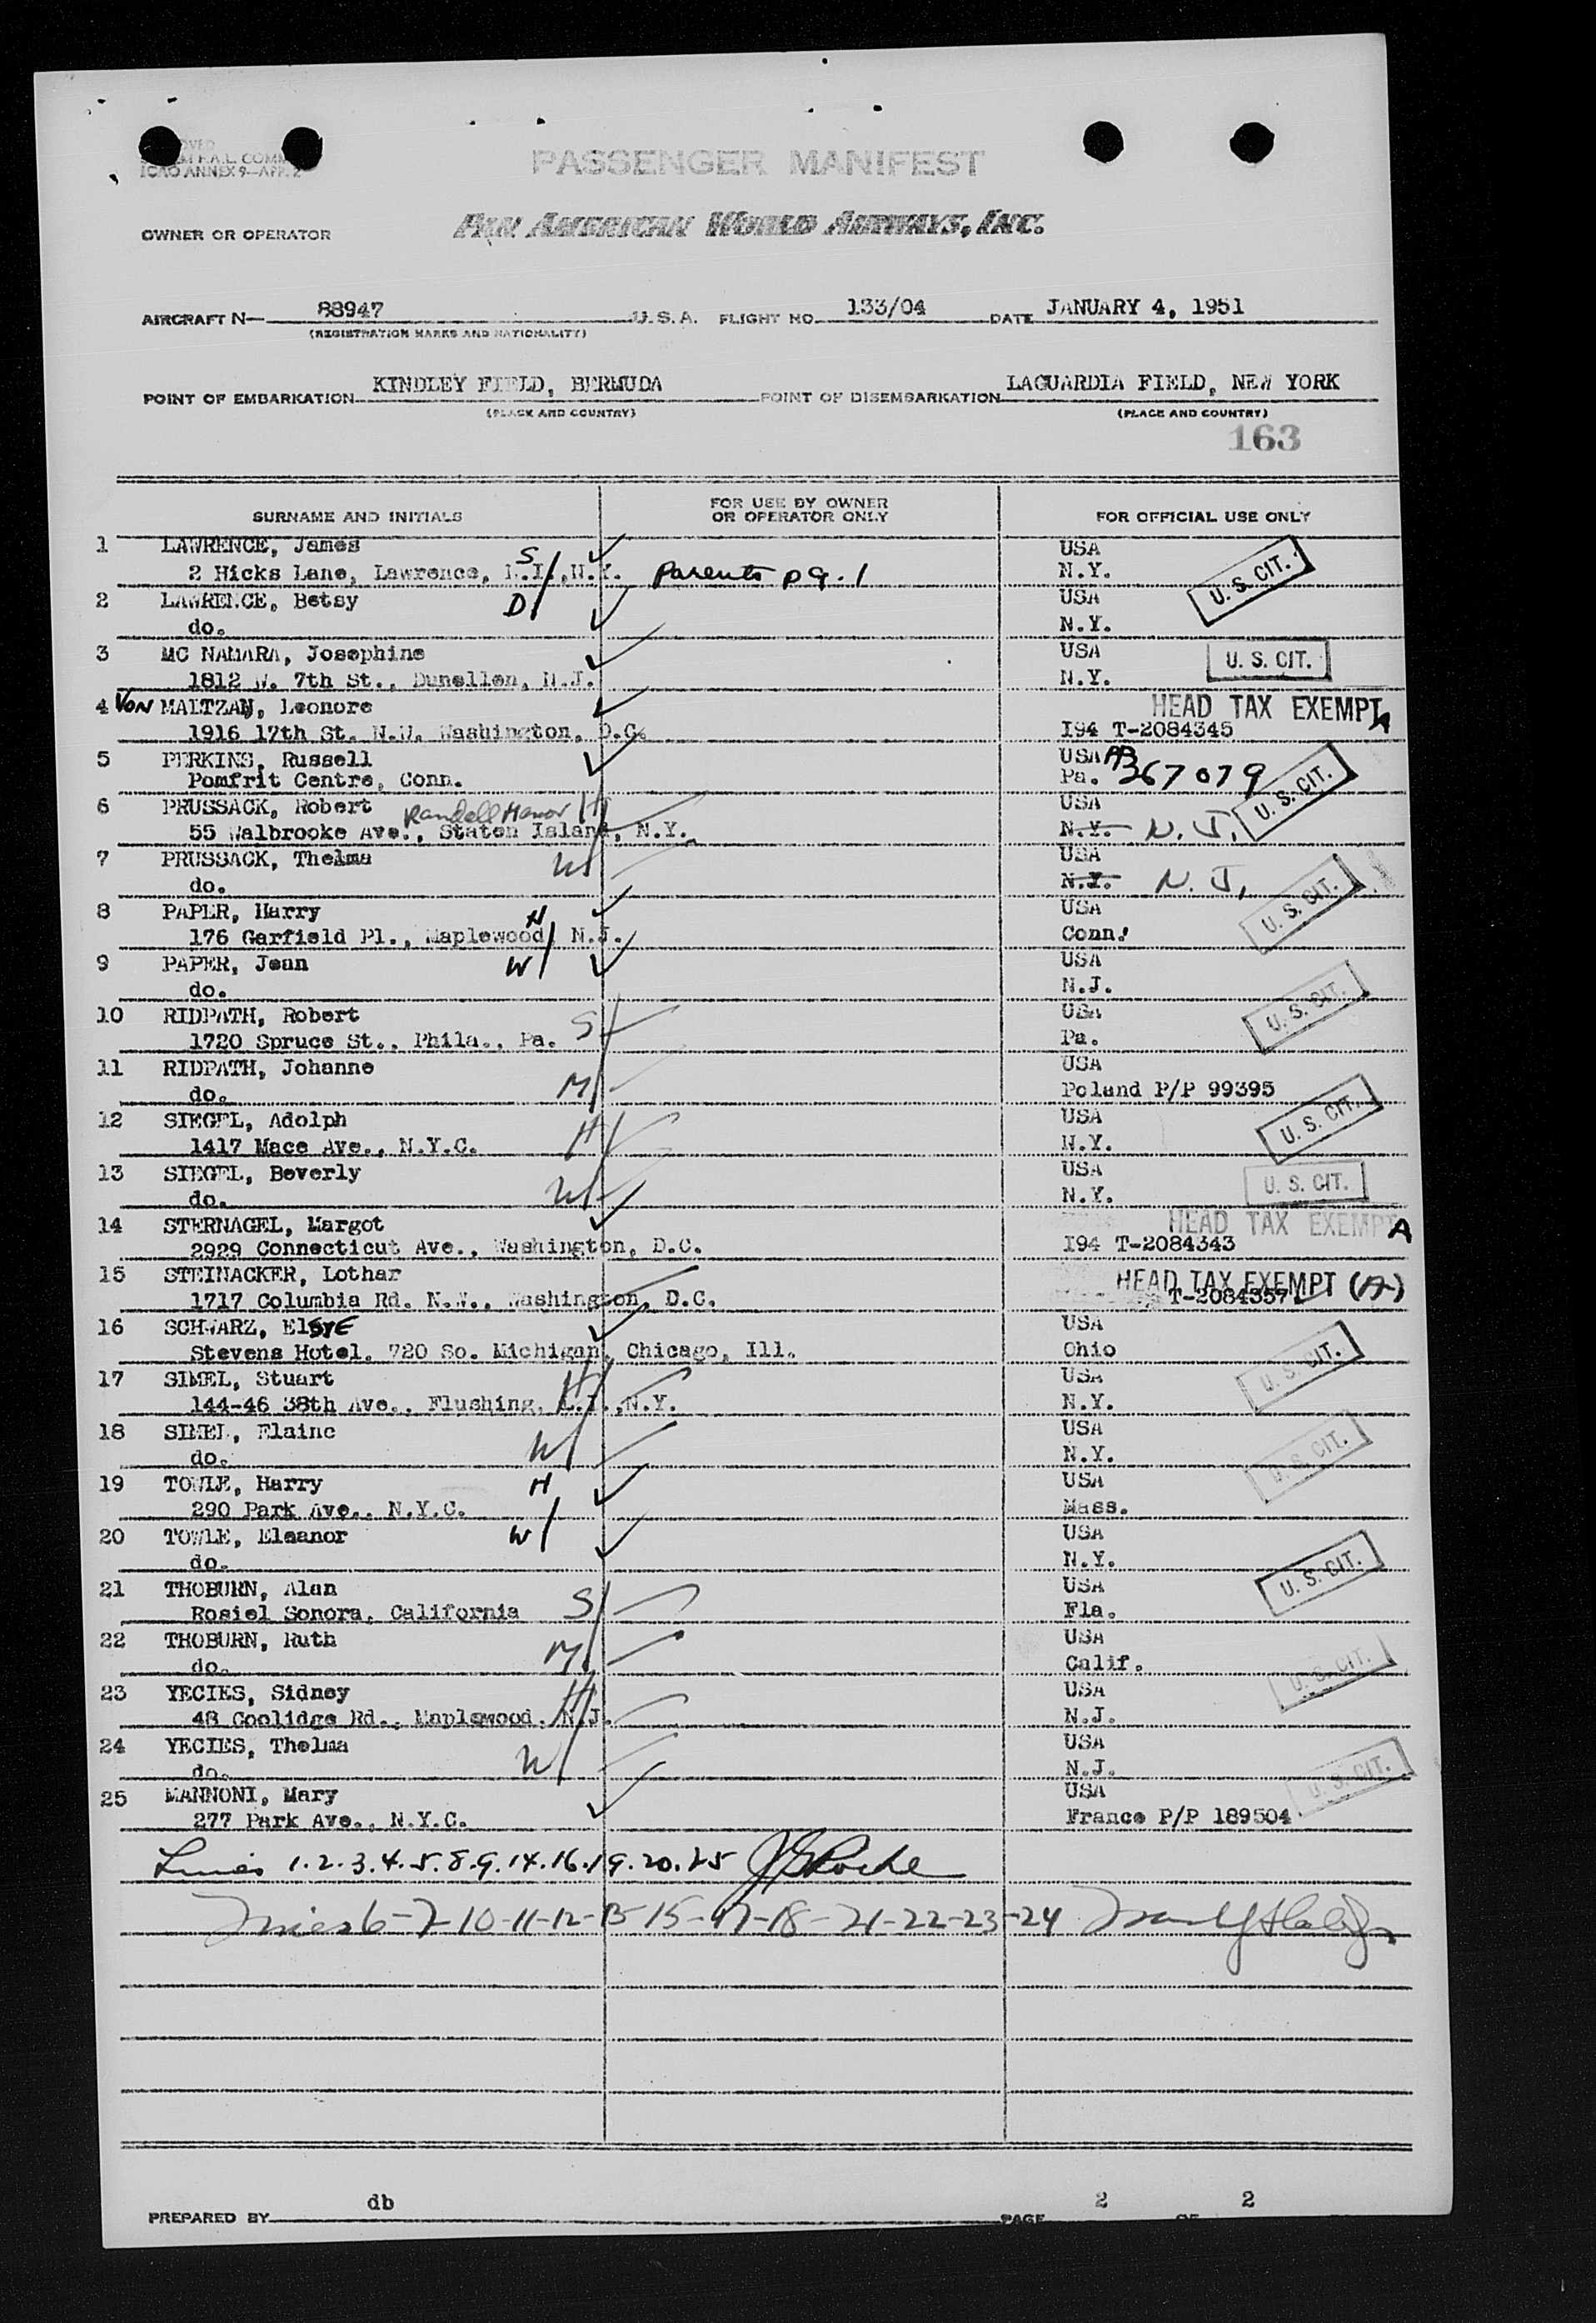 PASSENGER MANIFEST
ICAO ANNEX 9—APP. 2
OWNER OR OPERATOR PAN AMERICAN WORLD AIRWAYS, INC.
AIRCRAFT N— 88947 U.S.A. FLIGHT NO. 133/04 DATE JANUARY 4, 1951
(REGISTRATION MARKS AND NATIONALITY)
POINT OF EMBARKATION KINDLEY FIELD, BERMUDA POINT OF DISEMBARKATION LAGUARDIA FIELD, NEW YORK
(PLACE AND COUNTRY) (PLACE AND COUNTRY)
163
SURNAME AND INITIALS FOR USE BY OWNER OR OPERATOR ONLY FOR OFFICIAL USE ONLY
1 LAWRENCE, James S USA
2 Hicks Lane, Lawrence, L.I., N.Y. Parents pg. 1 N.Y. U. S. CIT.
2 LAWRENCE, Betsy D USA
do. N.Y.
3 MC NAMARA, Josephine USA U. S. CIT.
1812 W. 7th St., Dunellen, N.J. N.Y.
4 VON MALTZAN, Leonore HEAD TAX EXEMPT A
1916 17th St. N.W. Washington, D.C. I94 T-2084345
5 PERKINS, Russell USA
Pomfrit Centre, Conn. Pa. 267079 U. S. CIT.
6 PRUSSACK, Robert Randall Manor H USA
55 Walbrooke Ave., Staten Island, N.Y. N.Y. N.J.
7 PRUSSACK, Thelma W USA
do. N.Y. N.J.
8 PAPER, Harry H USA U. S. CIT.
176 Garfield Pl., Maplewood, N.J. Conn.
9 PAPER, Jean W USA
do. N.J.
10 RIDPATH, Robert S USA U. S. CIT.
1720 Spruce St., Phila., Pa. Pa.
11 RIDPATH, Johanne M USA
do. Poland P/P 99395
12 SIEGEL, Adolph H USA U. S. CIT.
1417 Mace Ave., N.Y.C. N.Y.
13 SIEGEL, Beverly W USA U. S. CIT.
do. N.Y.
14 STERNAGEL, Margot HEAD TAX EXEMPT A
2929 Connecticut Ave., Washington, D.C. I94 T-2084343
15 STEINACKER, Lothar HEAD TAX EXEMPT (A)
1717 Columbia Rd. N.W., Washington, D.C. T-2084357
16 SCHWARZ, ElSYE USA
Stevens Hotel, 720 So. Michigan, Chicago, Ill. Ohio U. S. CIT.
17 SIMEL, Stuart H USA
144-46 38th Ave., Flushing, L.I., N.Y. N.Y.
18 SIMEL, Elaine W USA U. S. CIT.
do. N.Y.
19 TOWLE, Harry H USA
290 Park Ave., N.Y.C. Mass.
20 TOWLE, Eleanor W USA
do. N.Y. U. S. CIT.
21 THOBURN, Alan S USA
Rosiel Sonora, California Fla.
22 THOBURN, Ruth M USA
do. Calif. U. S. CIT.
23 YECIES, Sidney H USA
48 Coolidge Rd., Maplewood, N.J. N.J.
24 YECIES, Thelma W USA
do. N.J. U. S. CIT.
25 MANNONI, Mary USA
277 Park Ave., N.Y.C. France P/P 189504
Lines 1.2.3.4.5.8.9.14.16.19.20.25
Lines 6-7-10-11-12-13-15-17-18-21-22-23-24
PREPARED BY db PAGE 2 OF 2